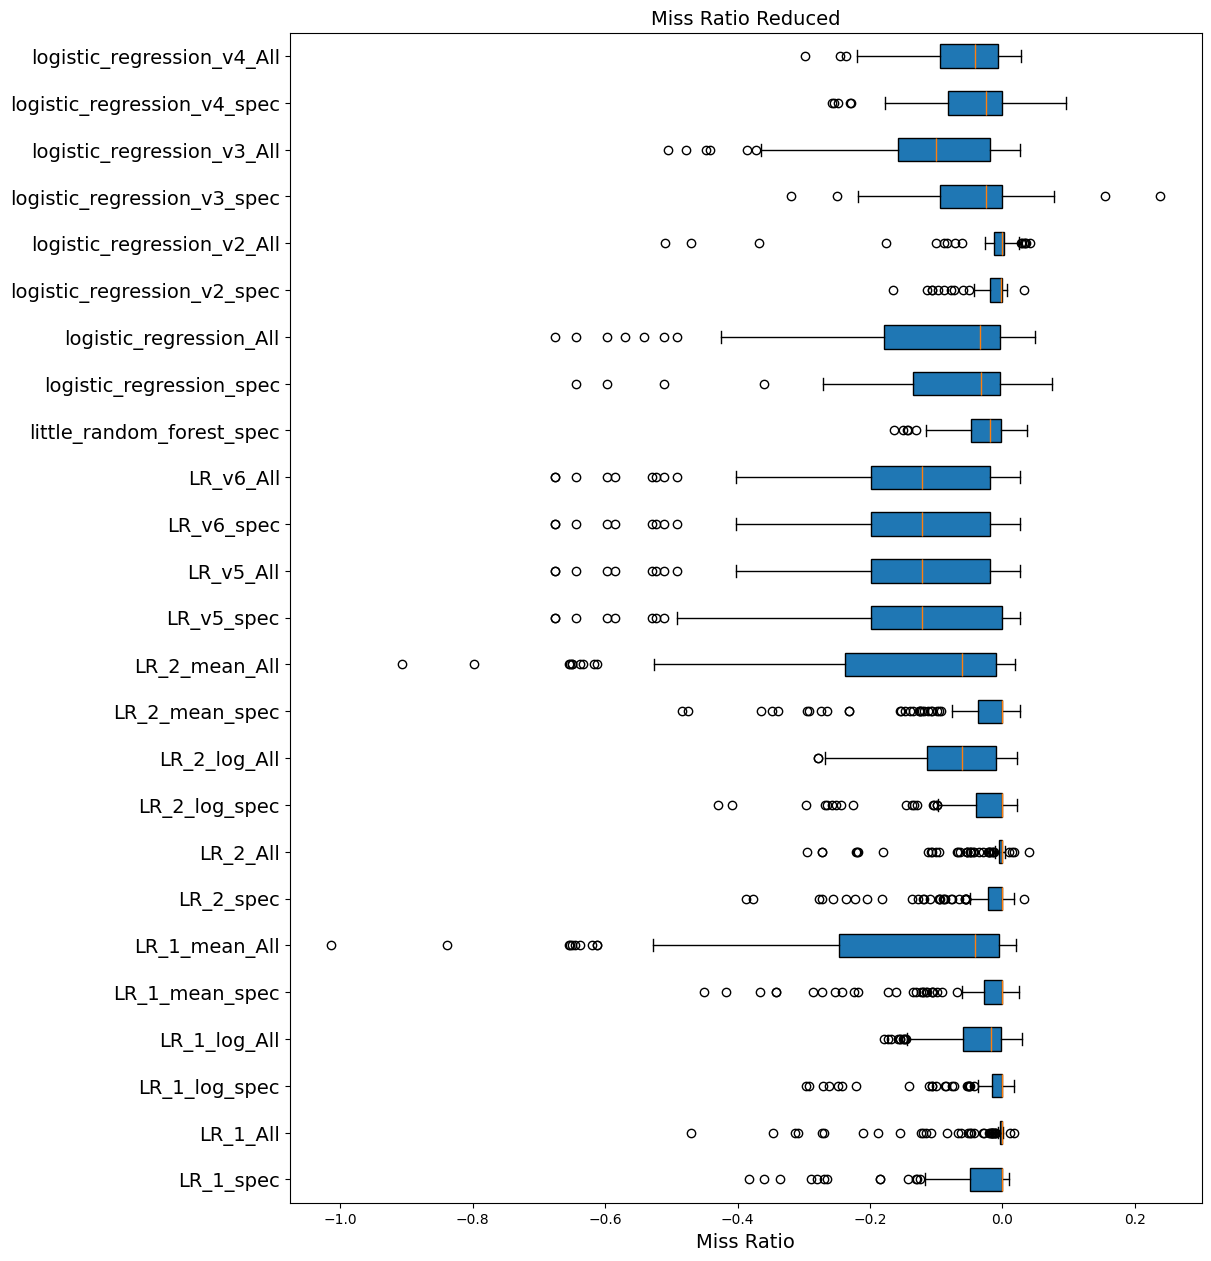 Miss Ratio Reduced
logistic_regression_v4_All
logistic_regression_v4_spec
logistic_regression_v3_All
logistic_regression_v3_spec
logistic_regression_v2_All
logistic_regression_v2_spec
logistic_regression_All
logistic_regression_spec
little_random_forest_spec
LR_v6_All
LR_v6_spec
LR_v5_All
LR_v5_spec
LR_2_mean_All
LR_2_mean_spec
LR_2_log_All
LR_2_log_spec
LR_2_All
LR_2_spec
LR_1_mean_All
LR_1_mean_spec
LR_1_log_All
LR_1_log_spec
LR_1_All
LR_1_spec
−1.0 −0.8 −0.6 −0.4 −0.2 0.0 0.2
Miss Ratio